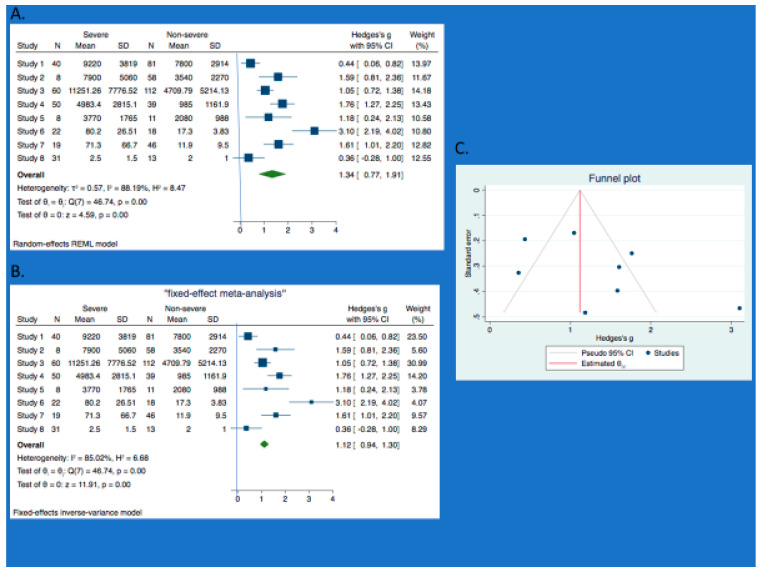 A.
Severe Non-severe Hedges's g Weight
Study N Mean SD N Mean SD with 95% CI (%)
Study 1 40 9220 3819 81 7800 2914 0.44 [ 0.06, 0.82] 13.97
Study 2 8 7900 5060 58 3540 2270 1.59 [ 0.81, 2.36] 11.67
Study 3 60 11251.26 7776.52 112 4709.79 5214.13 1.05 [ 0.72, 1.38] 14.18
Study 4 50 4983.4 2815.1 39 985 1161.9 1.76 [ 1.27, 2.25] 13.43
Study 5 8 3770 1765 11 2080 988 1.18 [ 0.24, 2.13] 10.58
Study 6 22 80.2 26.51 18 17.3 3.83 3.10 [ 2.19, 4.02] 10.80
Study 7 19 71.3 66.7 46 11.9 9.5 1.61 [ 1.01, 2.20] 12.82
Study 8 31 2.5 1.5 13 2 1 0.36 [ -0.28, 1.00] 12.55
Overall 1.34 [ 0.77, 1.91]
Heterogeneity: τ² = 0.57, I² = 88.19%, H² = 8.47
Test of θᵢ = θⱼ: Q(7) = 46.74, p = 0.00
Test of θ = 0: z = 4.59, p = 0.00
0 1 2 3 4
Random-effects REML model
B.
"fixed-effect meta-analysis"
Severe Non-severe Hedges's g Weight
Study N Mean SD N Mean SD with 95% CI (%)
Study 1 40 9220 3819 81 7800 2914 0.44 [ 0.06, 0.82] 23.50
Study 2 8 7900 5060 58 3540 2270 1.59 [ 0.81, 2.36] 5.60
Study 3 60 11251.26 7776.52 112 4709.79 5214.13 1.05 [ 0.72, 1.38] 30.99
Study 4 50 4983.4 2815.1 39 985 1161.9 1.76 [ 1.27, 2.25] 14.20
Study 5 8 3770 1765 11 2080 988 1.18 [ 0.24, 2.13] 3.78
Study 6 22 80.2 26.51 18 17.3 3.83 3.10 [ 2.19, 4.02] 4.07
Study 7 19 71.3 66.7 46 11.9 9.5 1.61 [ 1.01, 2.20] 9.57
Study 8 31 2.5 1.5 13 2 1 0.36 [ -0.28, 1.00] 8.29
Overall 1.12 [ 0.94, 1.30]
Heterogeneity: I² = 85.02%, H² = 6.68
Test of θᵢ = θⱼ: Q(7) = 46.74, p = 0.00
Test of θ = 0: z = 11.91, p = 0.00
0 1 2 3 4
Fixed-effects inverse-variance model
C.
Funnel plot
Standard error
0
.1
.2
.3
.4
.5
0 1 2 3
Hedges's g
Pseudo 95% CI Studies
Estimated θ